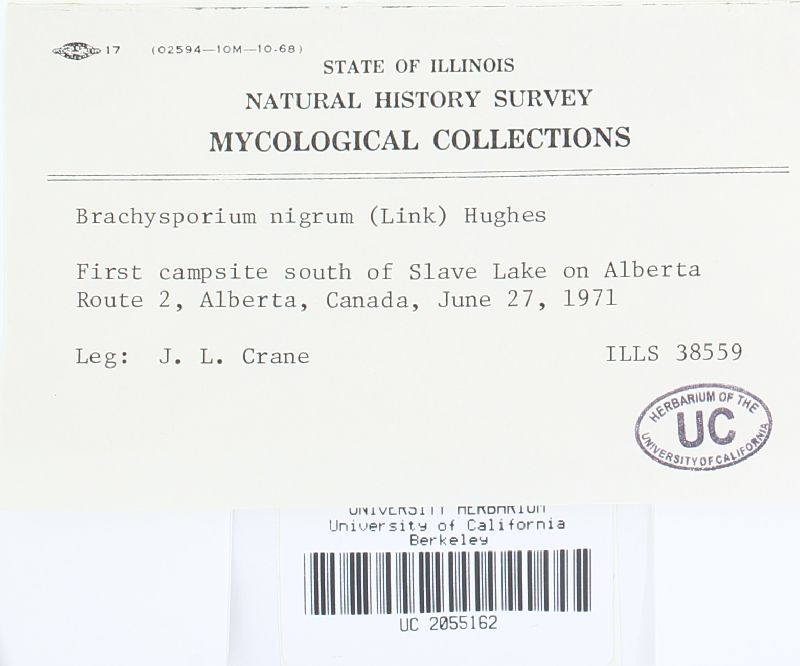 17 (02594—10M—10-68)
STATE OF ILLINOIS
NATURAL HISTORY SURVEY
MYCOLOGICAL COLLECTIONS
Brachysporium nigrum (Link) Hughes
First campsite south of Slave Lake on Alberta
Route 2, Alberta, Canada, June 27, 1971
Leg: J. L. Crane ILLS 38559
HERBARIUM OF THE
UC
UNIVERSITY OF CALIFORNIA
UNIVERSITY HERBARIUM
University of California
Berkeley
UC 2055162